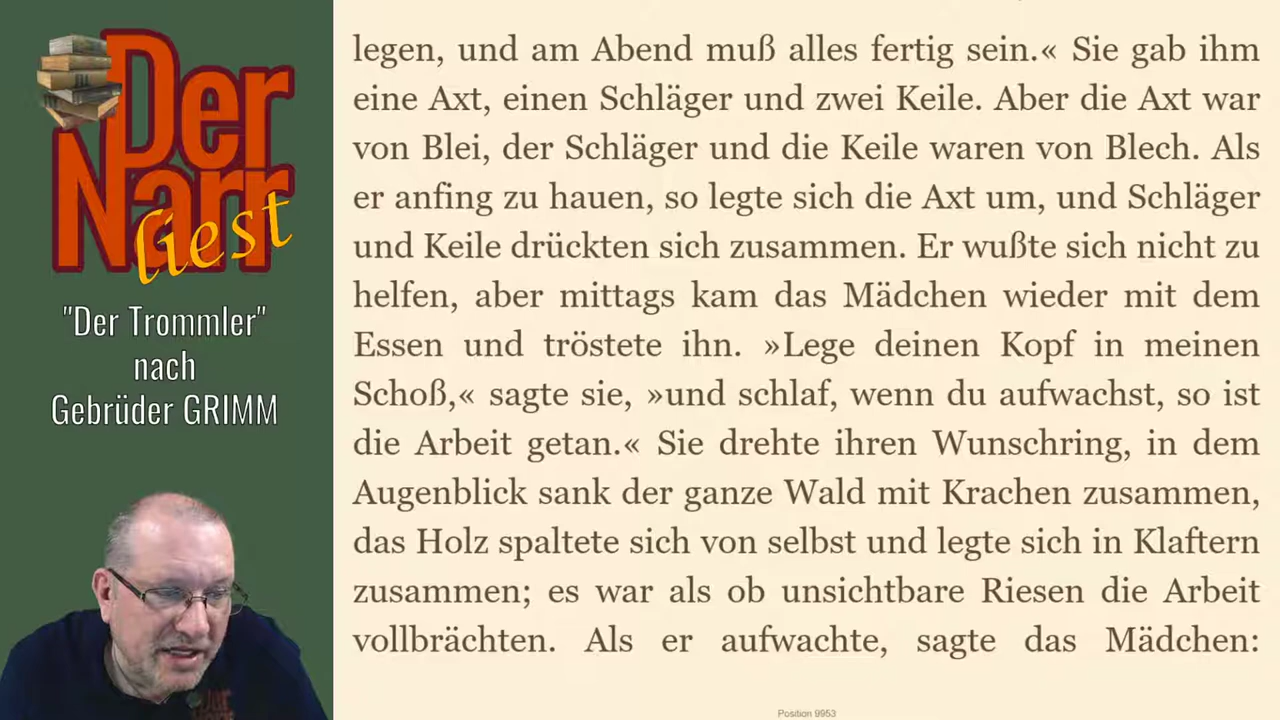 Der
Narr
liest
"Der Trommler"
nach
Gebrüder GRIMM
legen, und am Abend muß alles fertig sein.« Sie gab ihm
eine Axt, einen Schläger und zwei Keile. Aber die Axt war
von Blei, der Schläger und die Keile waren von Blech. Als
er anfing zu hauen, so legte sich die Axt um, und Schläger
und Keile drückten sich zusammen. Er wußte sich nicht zu
helfen, aber mittags kam das Mädchen wieder mit dem
Essen und tröstete ihn. »Lege deinen Kopf in meinen
Schoß,« sagte sie, »und schlaf, wenn du aufwachst, so ist
die Arbeit getan.« Sie drehte ihren Wunschring, in dem
Augenblick sank der ganze Wald mit Krachen zusammen,
das Holz spaltete sich von selbst und legte sich in Klaftern
zusammen; es war als ob unsichtbare Riesen die Arbeit
vollbrächten. Als er aufwachte, sagte das Mädchen:
Position 9953
Der